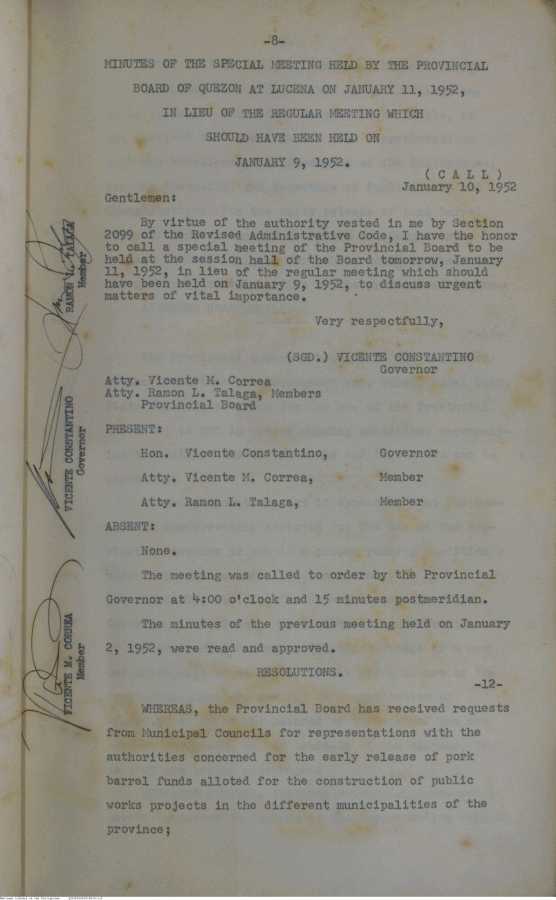 -8-
MINUTES OF THE SPECIAL MEETING HELD BY THE PROVINCIAL
BOARD OF QUEZON AT LUCENA ON JANUARY 11, 1952,
IN LIEU OF THE REGULAR MEETING WHICH
SHOULD HAVE BEEN HELD ON
JANUARY 9, 1952.
( C A L L )
January 10, 1952
Gentlemen:
By virtue of the authority vested in me by Section
2099 of the Revised Administrative Code, I have the honor
to call a special meeting of the Provincial Board to be
held at the session hall of the Board tomorrow, January
11, 1952, in lieu of the regular meeting which should
have been held on January 9, 1952, to discuss urgent
matters of vital importance.
Very respectfully,
(SGD.) VICENTE CONSTANTINO
Governor
Atty. Vicente M. Correa
Atty. Ramon L. Talaga, Members
Provincial Board
PRESENT:
Hon. Vicente Constantino, Governor
Atty. Vicente M. Correa, Member
Atty. Ramon L. Talaga, Member
ABSENT:
None.
The meeting was called to order by the Provincial
Governor at 4:00 o'clock and 15 minutes postmeridian.
The minutes of the previous meeting held on January
2, 1952, were read and approved.
RESOLUTIONS.
-12-
WHEREAS, the Provincial Board has received requests
from Municipal Councils for representations with the
authorities concerned for the early release of pork
barrel funds alloted for the construction of public
works projects in the different municipalities of the
province;
RAMON L. TALAGA
Member
VICENTE CONSTANTINO
Governor
VICENTE M. CORREA
Member
National Library of the Philippines